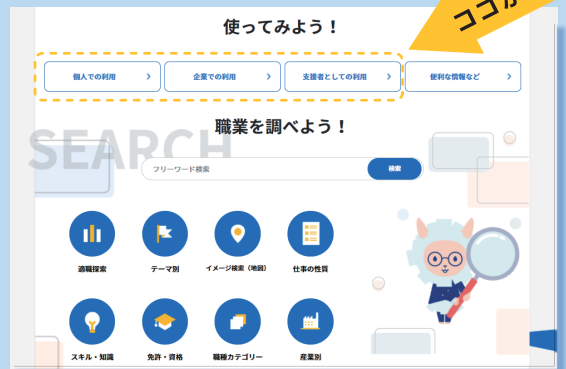 ココが
使ってみよう！
個人での利用
企業での利用
支援者としての利用
便利な情報など
職業を調べよう！
SEARCH
フリーワード検索
検索
適職探索
テーマ別
イメージ検索（地図）
仕事の性質
スキル・知識
免許・資格
職種カテゴリー
産業別